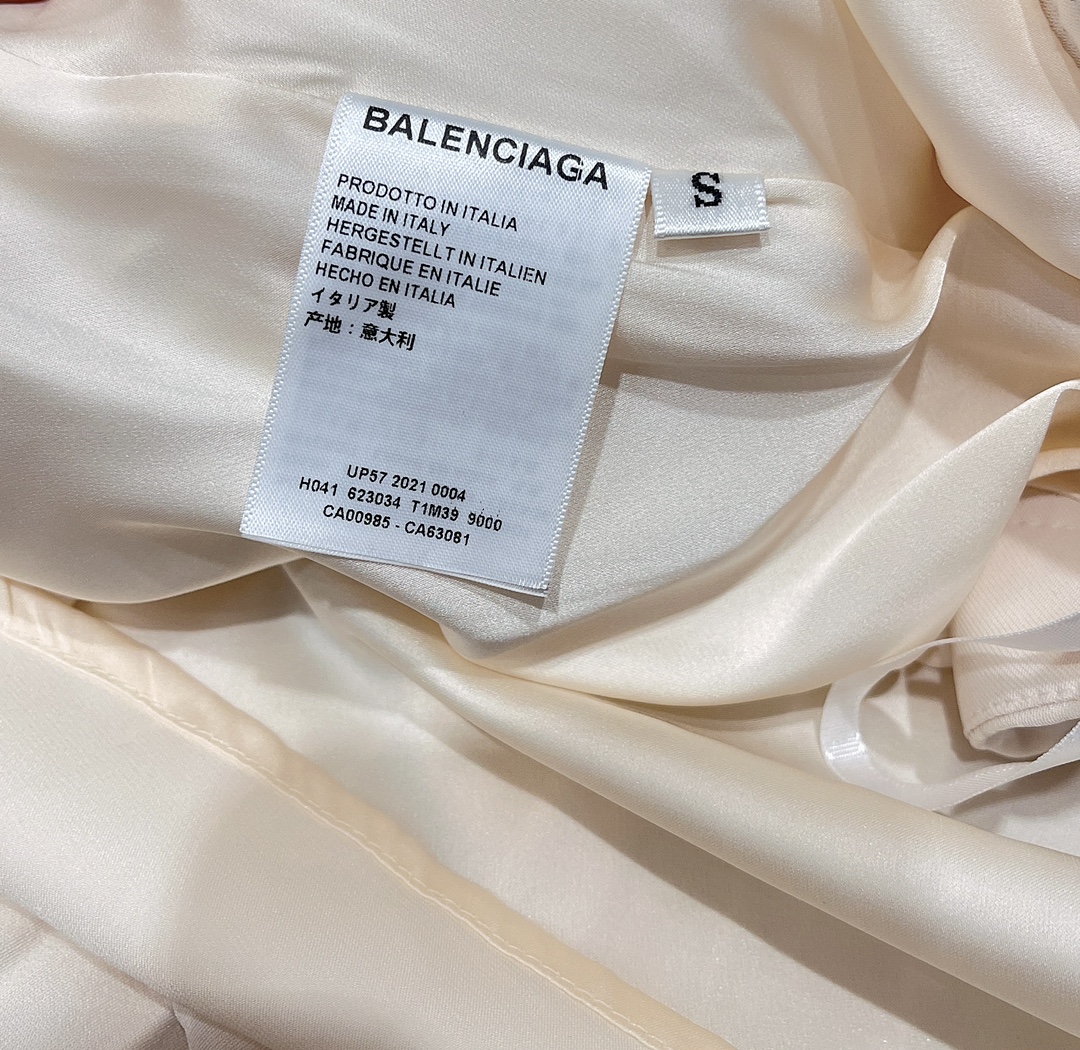 BALENCIAGA
S
PRODOTTO IN ITALIA
MADE IN ITALY
HERGESTELLT IN ITALIEN
FABRIQUE EN ITALIE
HECHO EN ITALIA
イタリア製
产地：意大利
UP57 2021 0004
H041 623034 T1M39 9000
CA00985 - CA63081